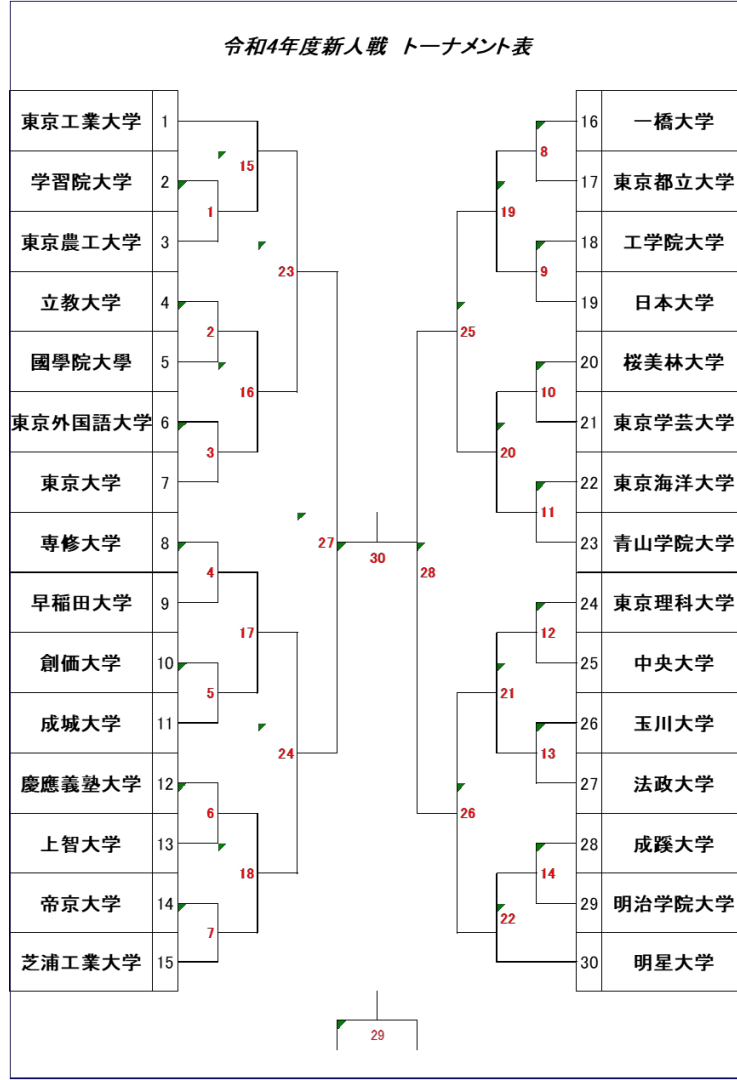 令和4年度新人戦 トーナメント表
東京工業大学 1
学習院大学 2
東京農工大学 3
立教大学 4
國學院大學 5
東京外国語大学 6
東京大学 7
専修大学 8
早稲田大学 9
創価大学 10
成城大学 11
慶應義塾大学 12
上智大学 13
帝京大学 14
芝浦工業大学 15
15
1
2
16
3
23
4
17
5
24
6
18
7
27
30
28
29
8
19
9
25
10
20
11
12
21
13
26
14
22
16 一橋大学
17 東京都立大学
18 工学院大学
19 日本大学
20 桜美林大学
21 東京学芸大学
22 東京海洋大学
23 青山学院大学
24 東京理科大学
25 中央大学
26 玉川大学
27 法政大学
28 成蹊大学
29 明治学院大学
30 明星大学